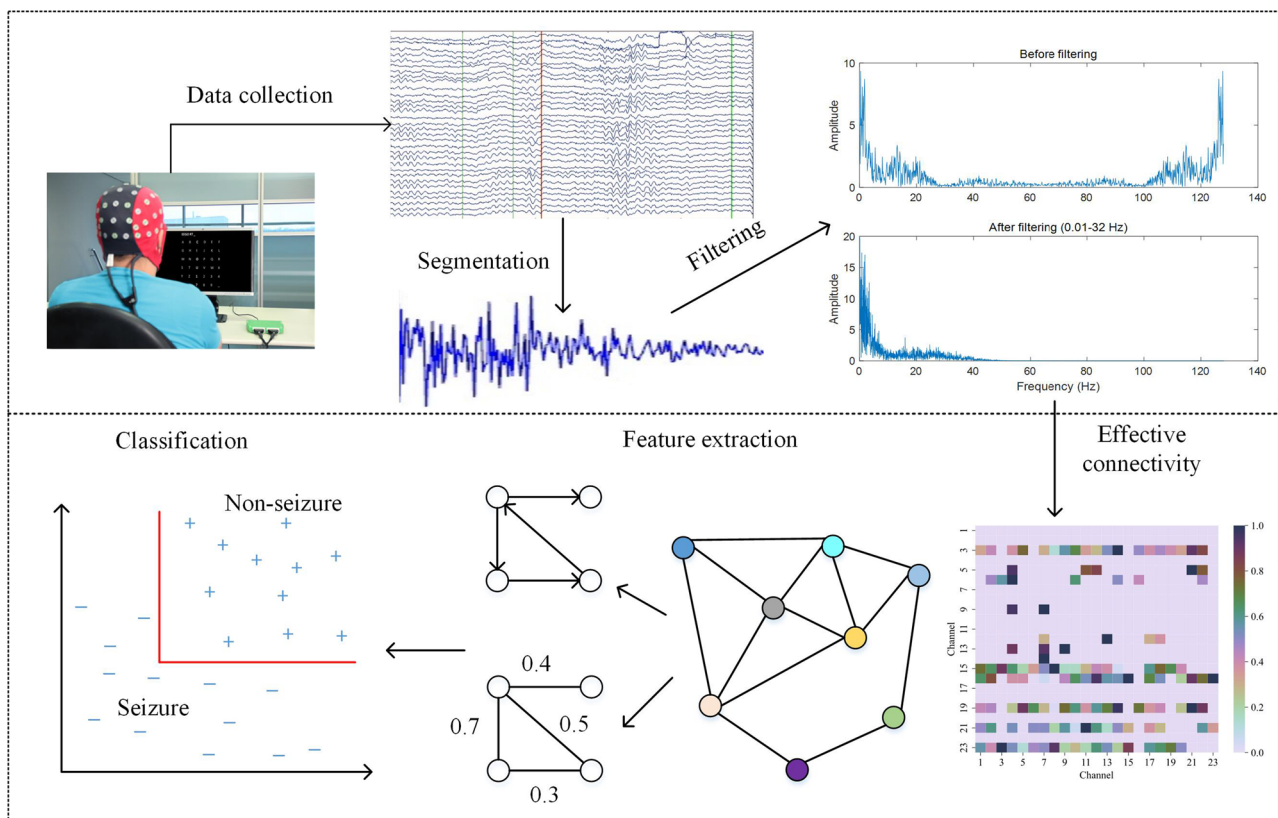 Data collection
Segmentation
Filtering
Before filtering
10
5
0
Amplitude
0 20 40 60 80 100 120 140
After filtering (0.01-32 Hz)
20
15
10
5
0
Amplitude
0 20 40 60 80 100 120 140
Frequency (Hz)
Classification
Non-seizure
Seizure
Feature extraction
0.4
0.7
0.5
0.3
Effective
connectivity
Channel
1
3
5
7
9
11
13
15
17
19
21
23
1 3 5 7 9 11 13 15 17 19 21 23
Channel
1.0
0.8
0.6
0.4
0.2
0.0